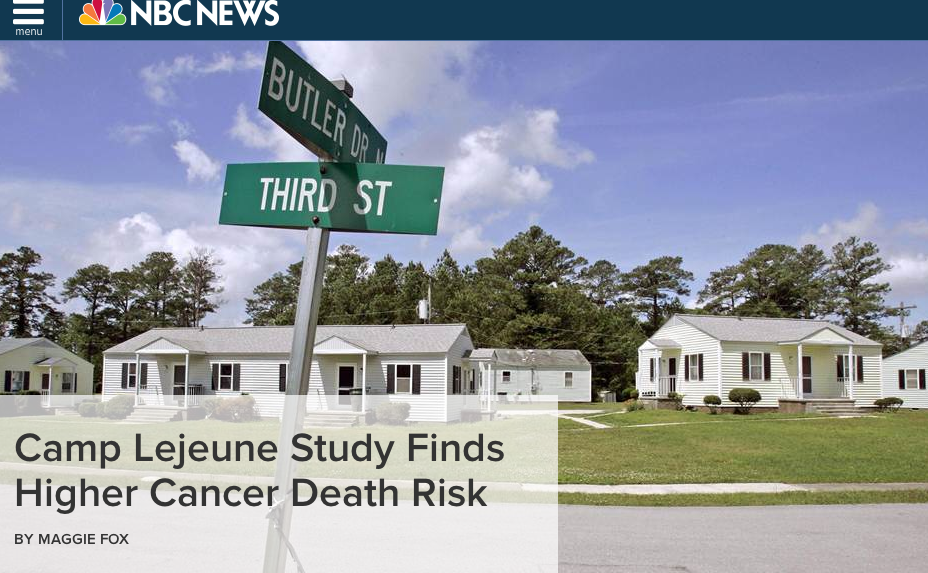 menu
NBC NEWS
BUTLER DR N
THIRD ST
Camp Lejeune Study Finds
Higher Cancer Death Risk
BY MAGGIE FOX